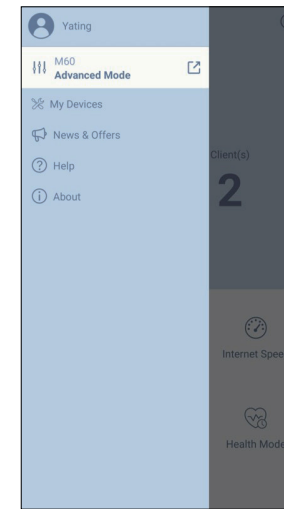 Yating
M60
Advanced Mode
My Devices
News & Offers
Help
About
Client(s)
2
Internet Spee
Health Mode